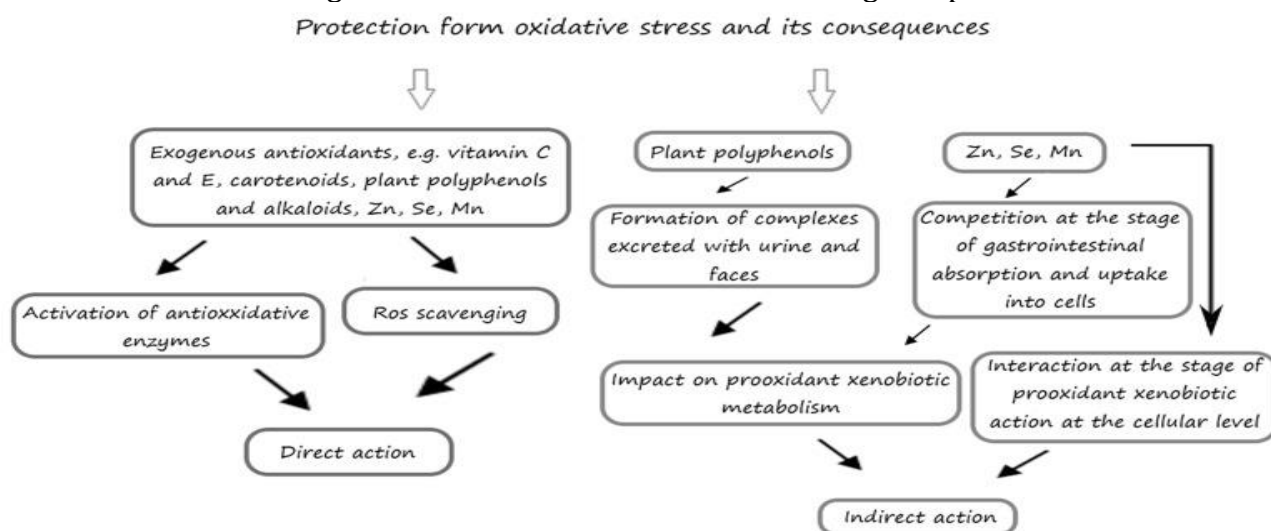 Protection form oxidative stress and its consequences
Exogenous antioxidants, e.g. vitamin C
and E, carotenoids, plant polyphenols
and alkaloids, Zn, Se, Mn
Plant polyphenols
Zn, Se, Mn
Formation of complexes
excreted with urine and
faces
Competition at the stage
of gastrointestinal
absorption and uptake
into cells
Activation of antioxxidative
enzymes
Ros scavenging
Impact on prooxidant xenobiotic
metabolism
Interaction at the stage of
prooxidant xenobiotic
action at the cellular level
Direct action
Indirect action